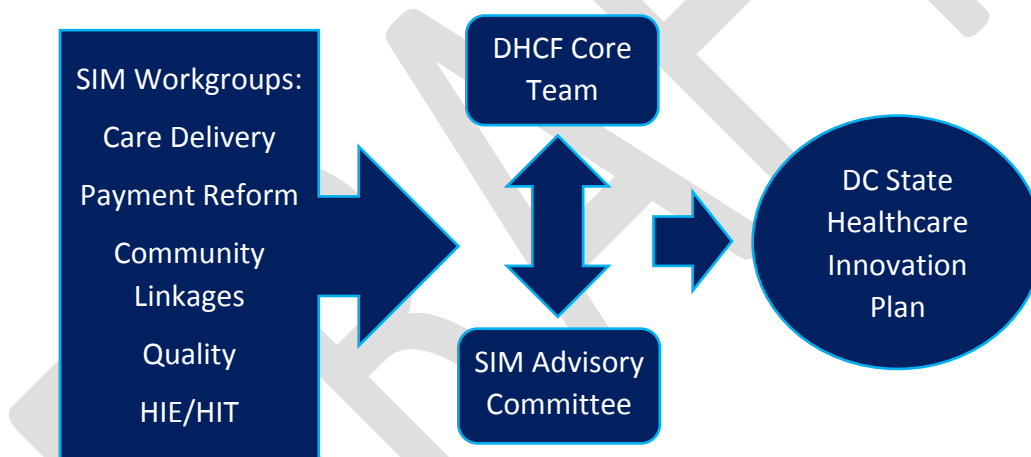 SIM Workgroups:
Care Delivery
Payment Reform
Community
Linkages
Quality
HIE/HIT
DHCF Core
Team
SIM Advisory
Committee
DC State
Healthcare
Innovation
Plan